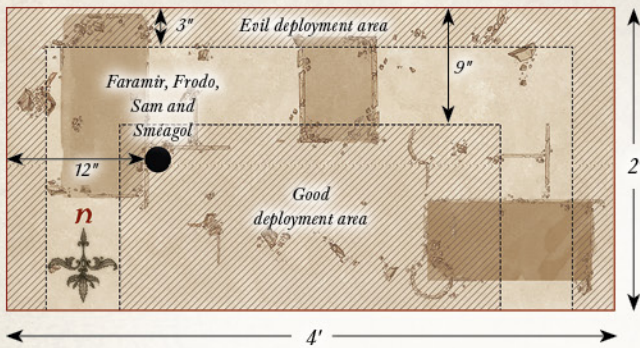 3"
Evil deployment area
9"
Faramir, Frodo,
Sam and
Sméagol
12"
Good
deployment area
n
2
4'